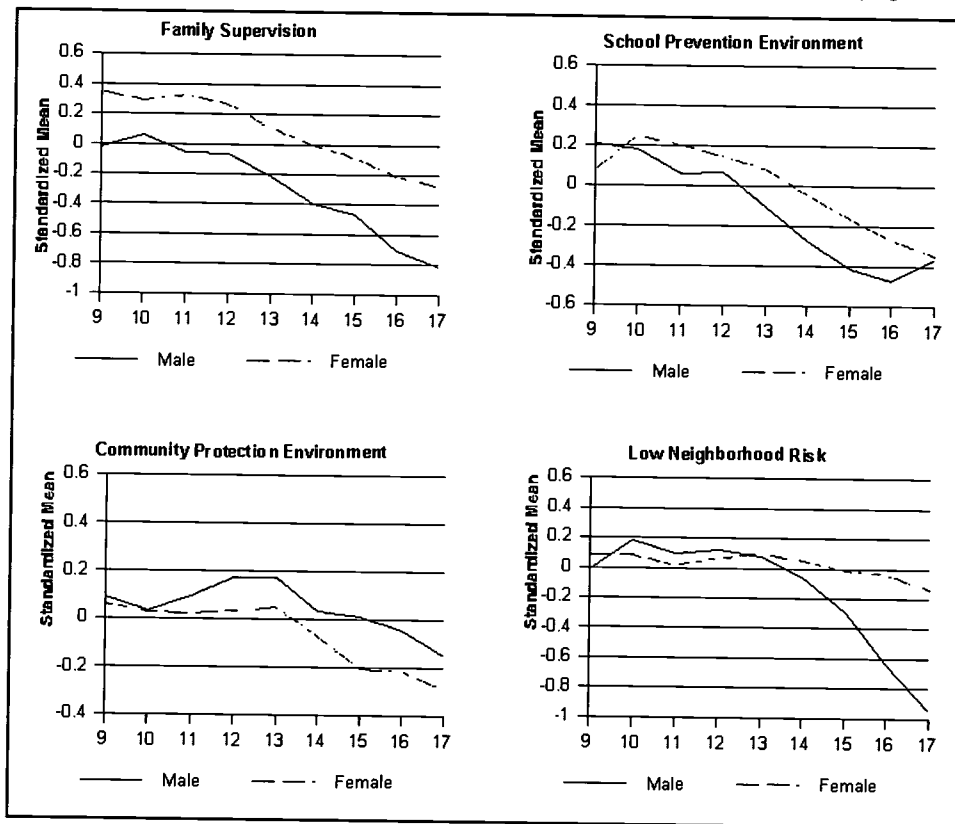 Family Supervision
Standardized Mean
0.6
0.4
0.2
0
-0.2
-0.4
-0.6
-0.8
-1
9 10 11 12 13 14 15 16 17
Male Female
School Prevention Environment
Standardized Mean
0.6
0.4
0.2
0
-0.2
-0.4
-0.6
9 10 11 12 13 14 15 16 17
Male Female
Community Protection Environment
Standardized Mean
0.6
0.4
0.2
0
-0.2
-0.4
9 10 11 12 13 14 15 16 17
Male Female
Low Neighborhood Risk
Standardized Mean
0.6
0.4
0.2
0
-0.2
-0.4
-0.6
-0.8
-1
9 10 11 12 13 14 15 16 17
Male Female